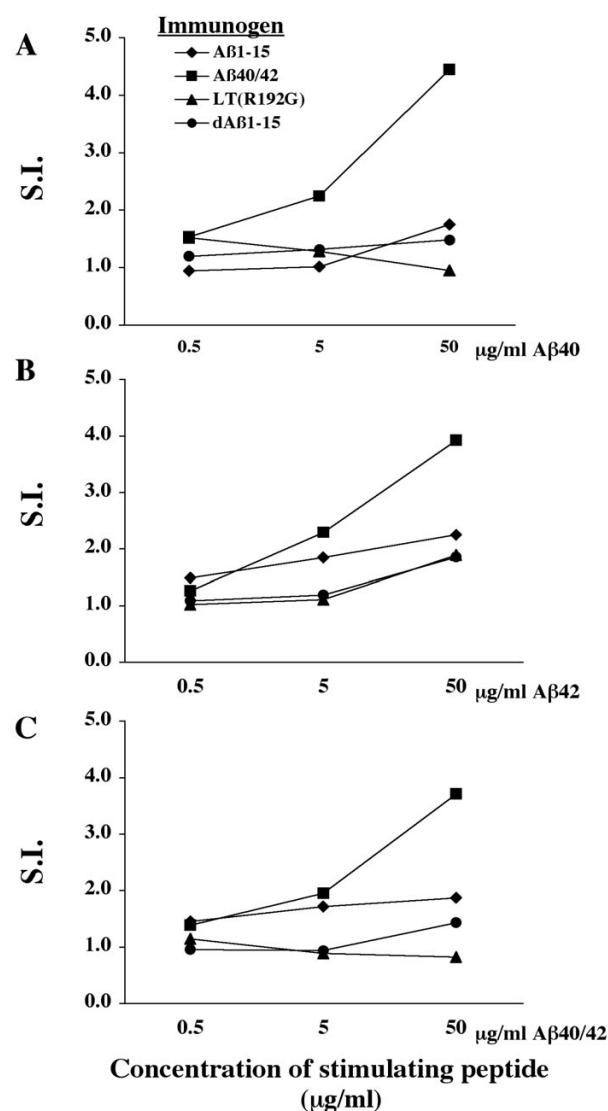 A
Immunogen
Aß1-15
Aß40/42
LT(R192G)
dAß1-15
5.0
4.0
3.0
2.0
1.0
0.0
S.I.
0.5 5 50 µg/ml Aβ40
B
5.0
4.0
3.0
2.0
1.0
0.0
S.I.
0.5 5 50 µg/ml Aβ42
C
5.0
4.0
3.0
2.0
1.0
0.0
S.I.
0.5 5 50 µg/ml Aβ40/42
Concentration of stimulating peptide
(µg/ml)